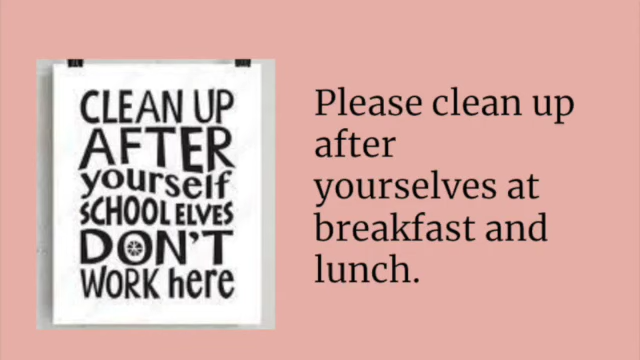 CLEAN UP
AFTER
yourself
SCHOOL ELVES
DON'T
WORK here
Please clean up
after
yourselves at
breakfast and
lunch.